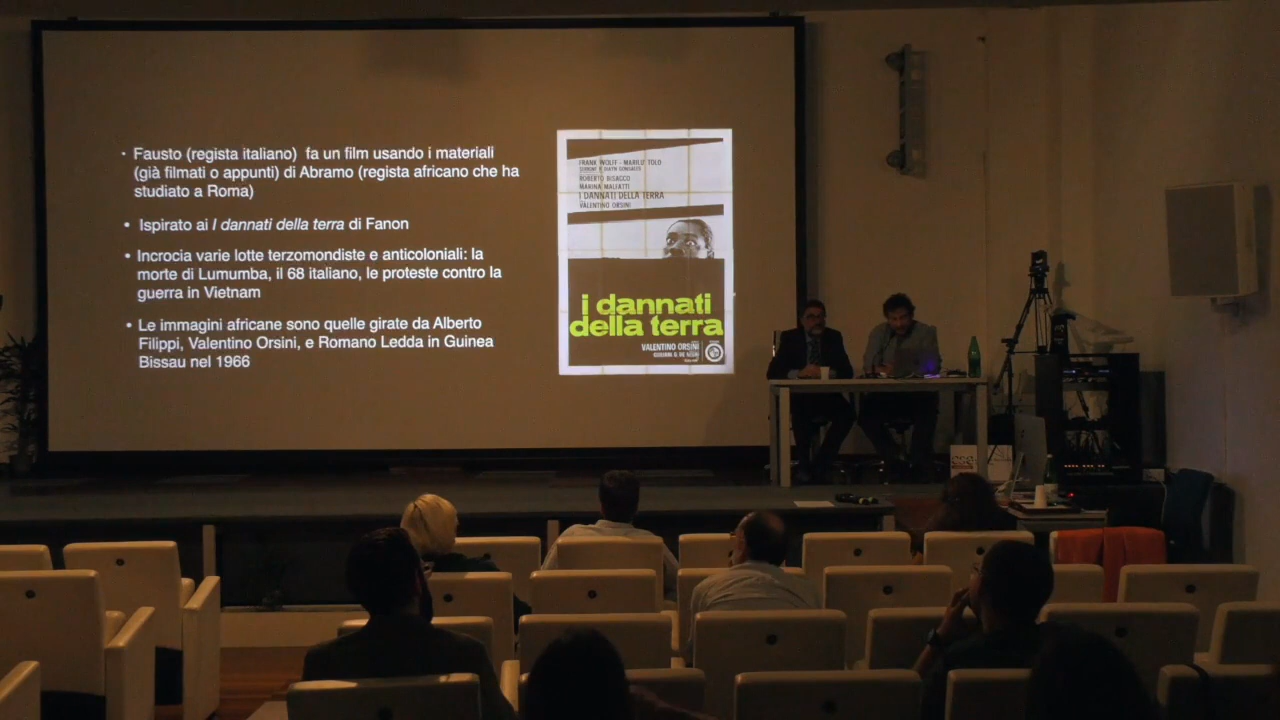 • Fausto (regista italiano) fa un film usando i materiali
(già filmati o appunti) di Abramo (regista africano che ha
studiato a Roma)
• Ispirato ai I dannati della terra di Fanon
• Incrocia varie lotte terzomondiste e anticoloniali: la
morte di Lumumba, il 68 italiano, le proteste contro la
guerra in Vietnam
• Le immagini africane sono quelle girate da Alberto
Filippi, Valentino Orsini, e Romano Ledda in Guinea
Bissau nel 1966
FRANK WOLFF - MARILÙ TOLO
ROBERTO BISACCO
MARINA MALFATTI
I DANNATI DELLA TERRA
VALENTINO ORSINI
i dannati
della terra
VALENTINO ORSINI